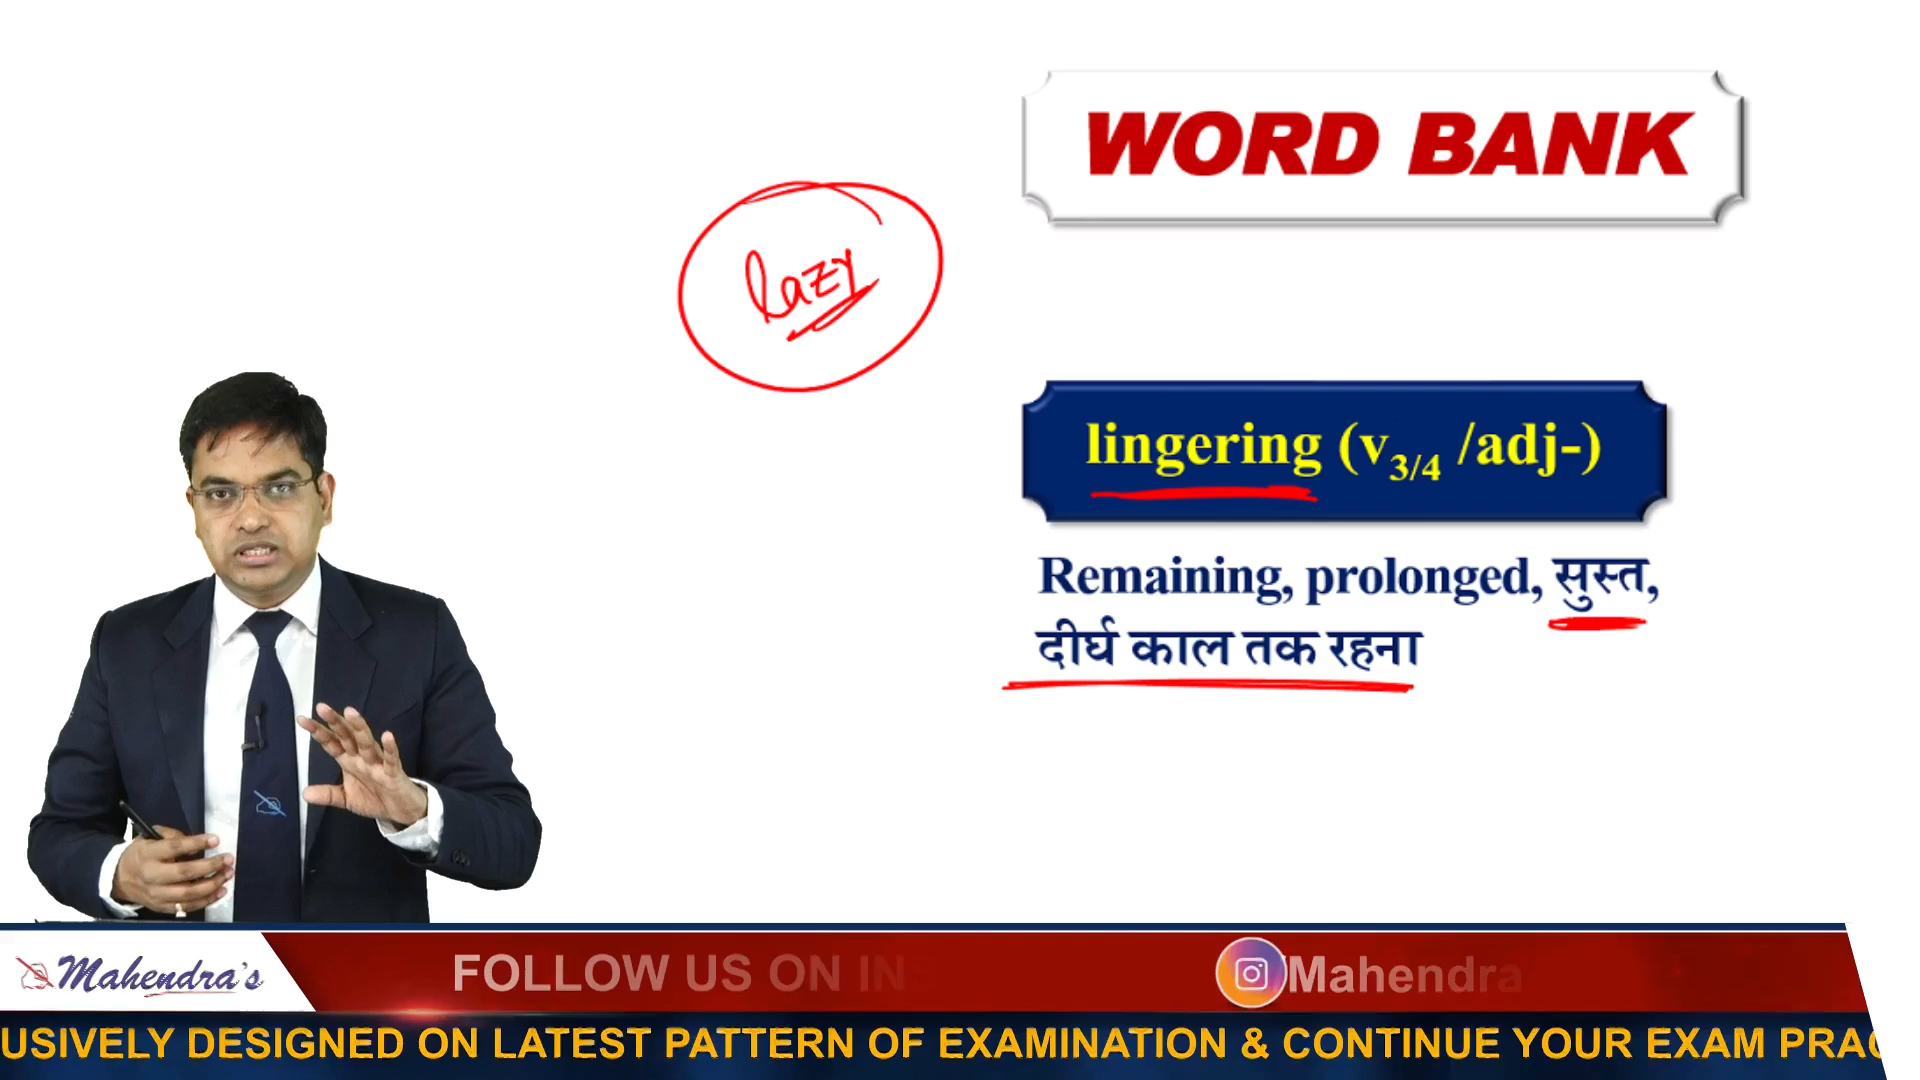 WORD BANK
lazy
lingering (v3/4 /adj-)
Remaining, prolonged, सुस्त,
दीर्घ काल तक रहना
Mahendra's
FOLLOW US ON IN
Mahendra
USIVELY DESIGNED ON LATEST PATTERN OF EXAMINATION & CONTINUE YOUR EXAM PRAC